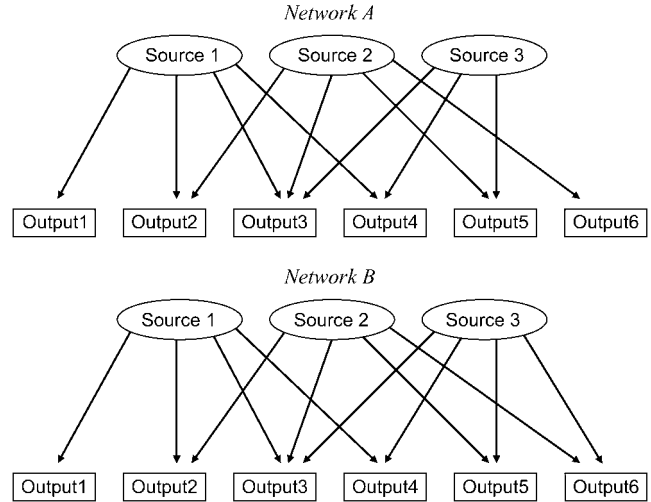 Network A
Source 1 Source 2 Source 3
Output1 Output2 Output3 Output4 Output5 Output6
Network B
Source 1 Source 2 Source 3
Output1 Output2 Output3 Output4 Output5 Output6